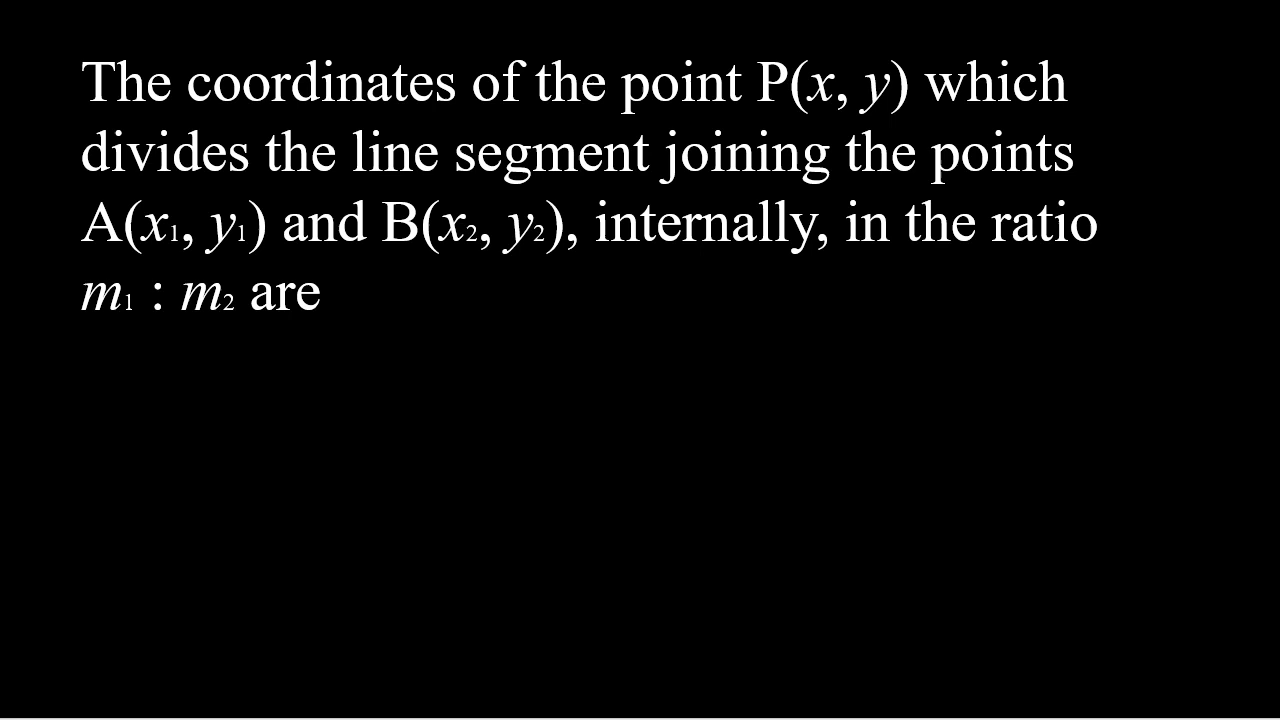 The coordinates of the point P(x, y) which
divides the line segment joining the points
A(x₁, y₁) and B(x₂, y₂), internally, in the ratio
m₁ : m₂ are